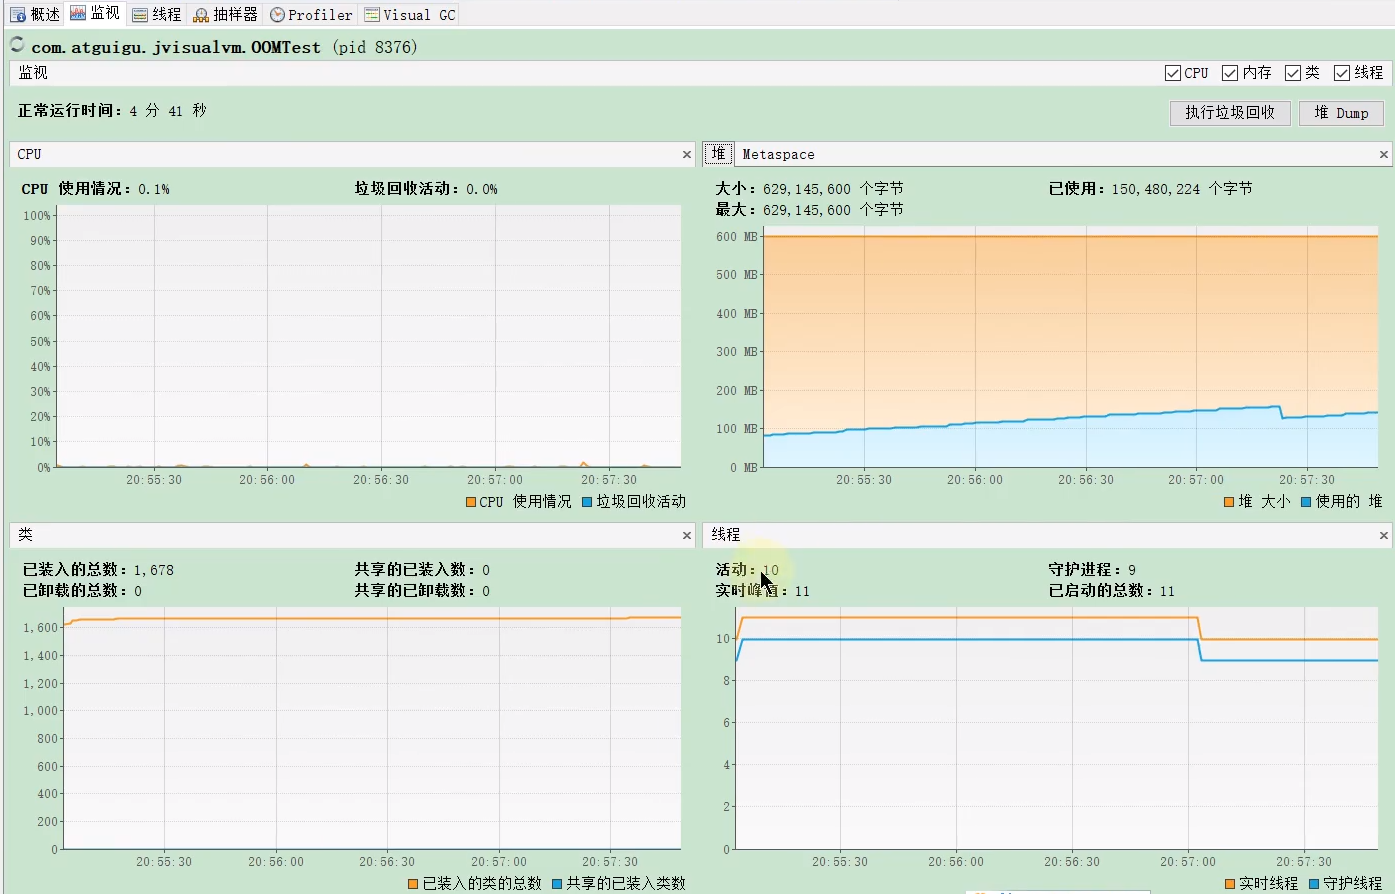 概述 监视 线程 抽样器 Profiler Visual GC
com.atguigu.jvisualvm.OOMTest (pid 8376)
监视 CPU 内存 类 线程
正常运行时间：4 分 41 秒 执行垃圾回收 堆 Dump
CPU ×
CPU 使用情况：0.1% 垃圾回收活动：0.0%
100%
90%
80%
70%
60%
50%
40%
30%
20%
10%
0%
20:55:30 20:56:00 20:56:30 20:57:00 20:57:30
CPU 使用情况 垃圾回收活动
堆 Metaspace ×
大小：629,145,600 个字节 已使用：150,480,224 个字节
最大：629,145,600 个字节
600 MB
500 MB
400 MB
300 MB
200 MB
100 MB
0 MB
20:55:30 20:56:00 20:56:30 20:57:00 20:57:30
堆 大小 使用的 堆
类 ×
已装入的总数：1,678 共享的已装入数：0
已卸载的总数：0 共享的已卸载数：0
1,600
1,400
1,200
1,000
800
600
400
200
0
20:55:30 20:56:00 20:56:30 20:57:00 20:57:30
已装入的类的总数 共享的已装入类数
线程 ×
活动：10 守护进程：9
实时峰值：11 已启动的总数：11
10
8
6
4
2
0
20:55:30 20:56:00 20:56:30 20:57:00 20:57:30
实时线程 守护线程